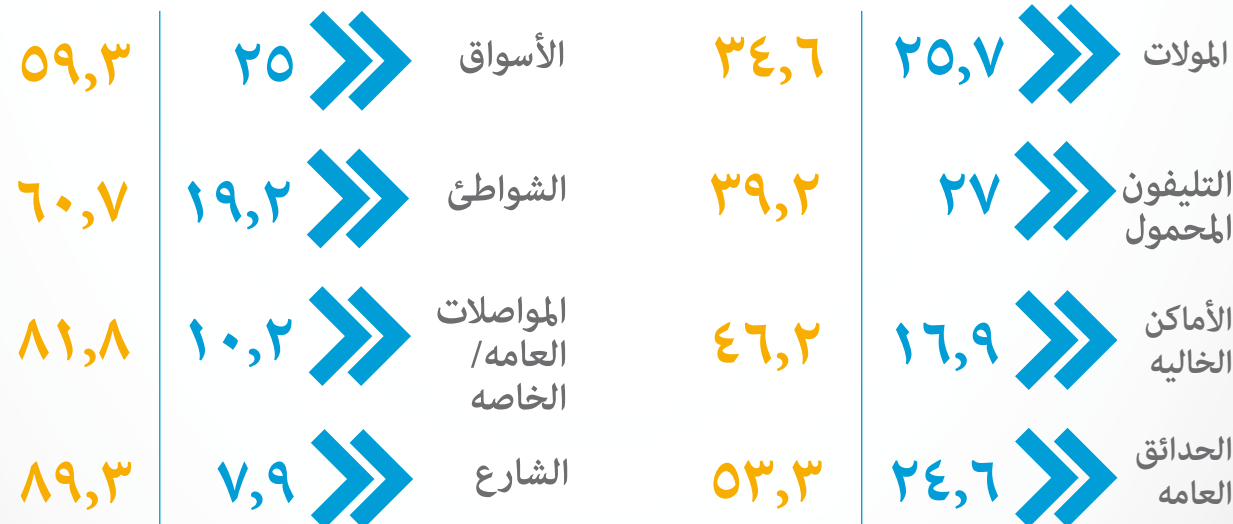 المولات ٢٥,٧ ٣٤,٦
التليفون
المحمول
٢٧ ٣٩,٢
الأماكن
الخاليه
١٦,٩ ٤٦,٢
الحدائق
العامه
٢٤,٦ ٥٣,٣
الأسواق ٢٥ ٥٩,٣
الشواطئ ١٩,٢ ٦٠,٧
المواصلات
العامه/
الخاصه
١٠,٢ ٨١,٨
الشارع ٧,٩ ٨٩,٣